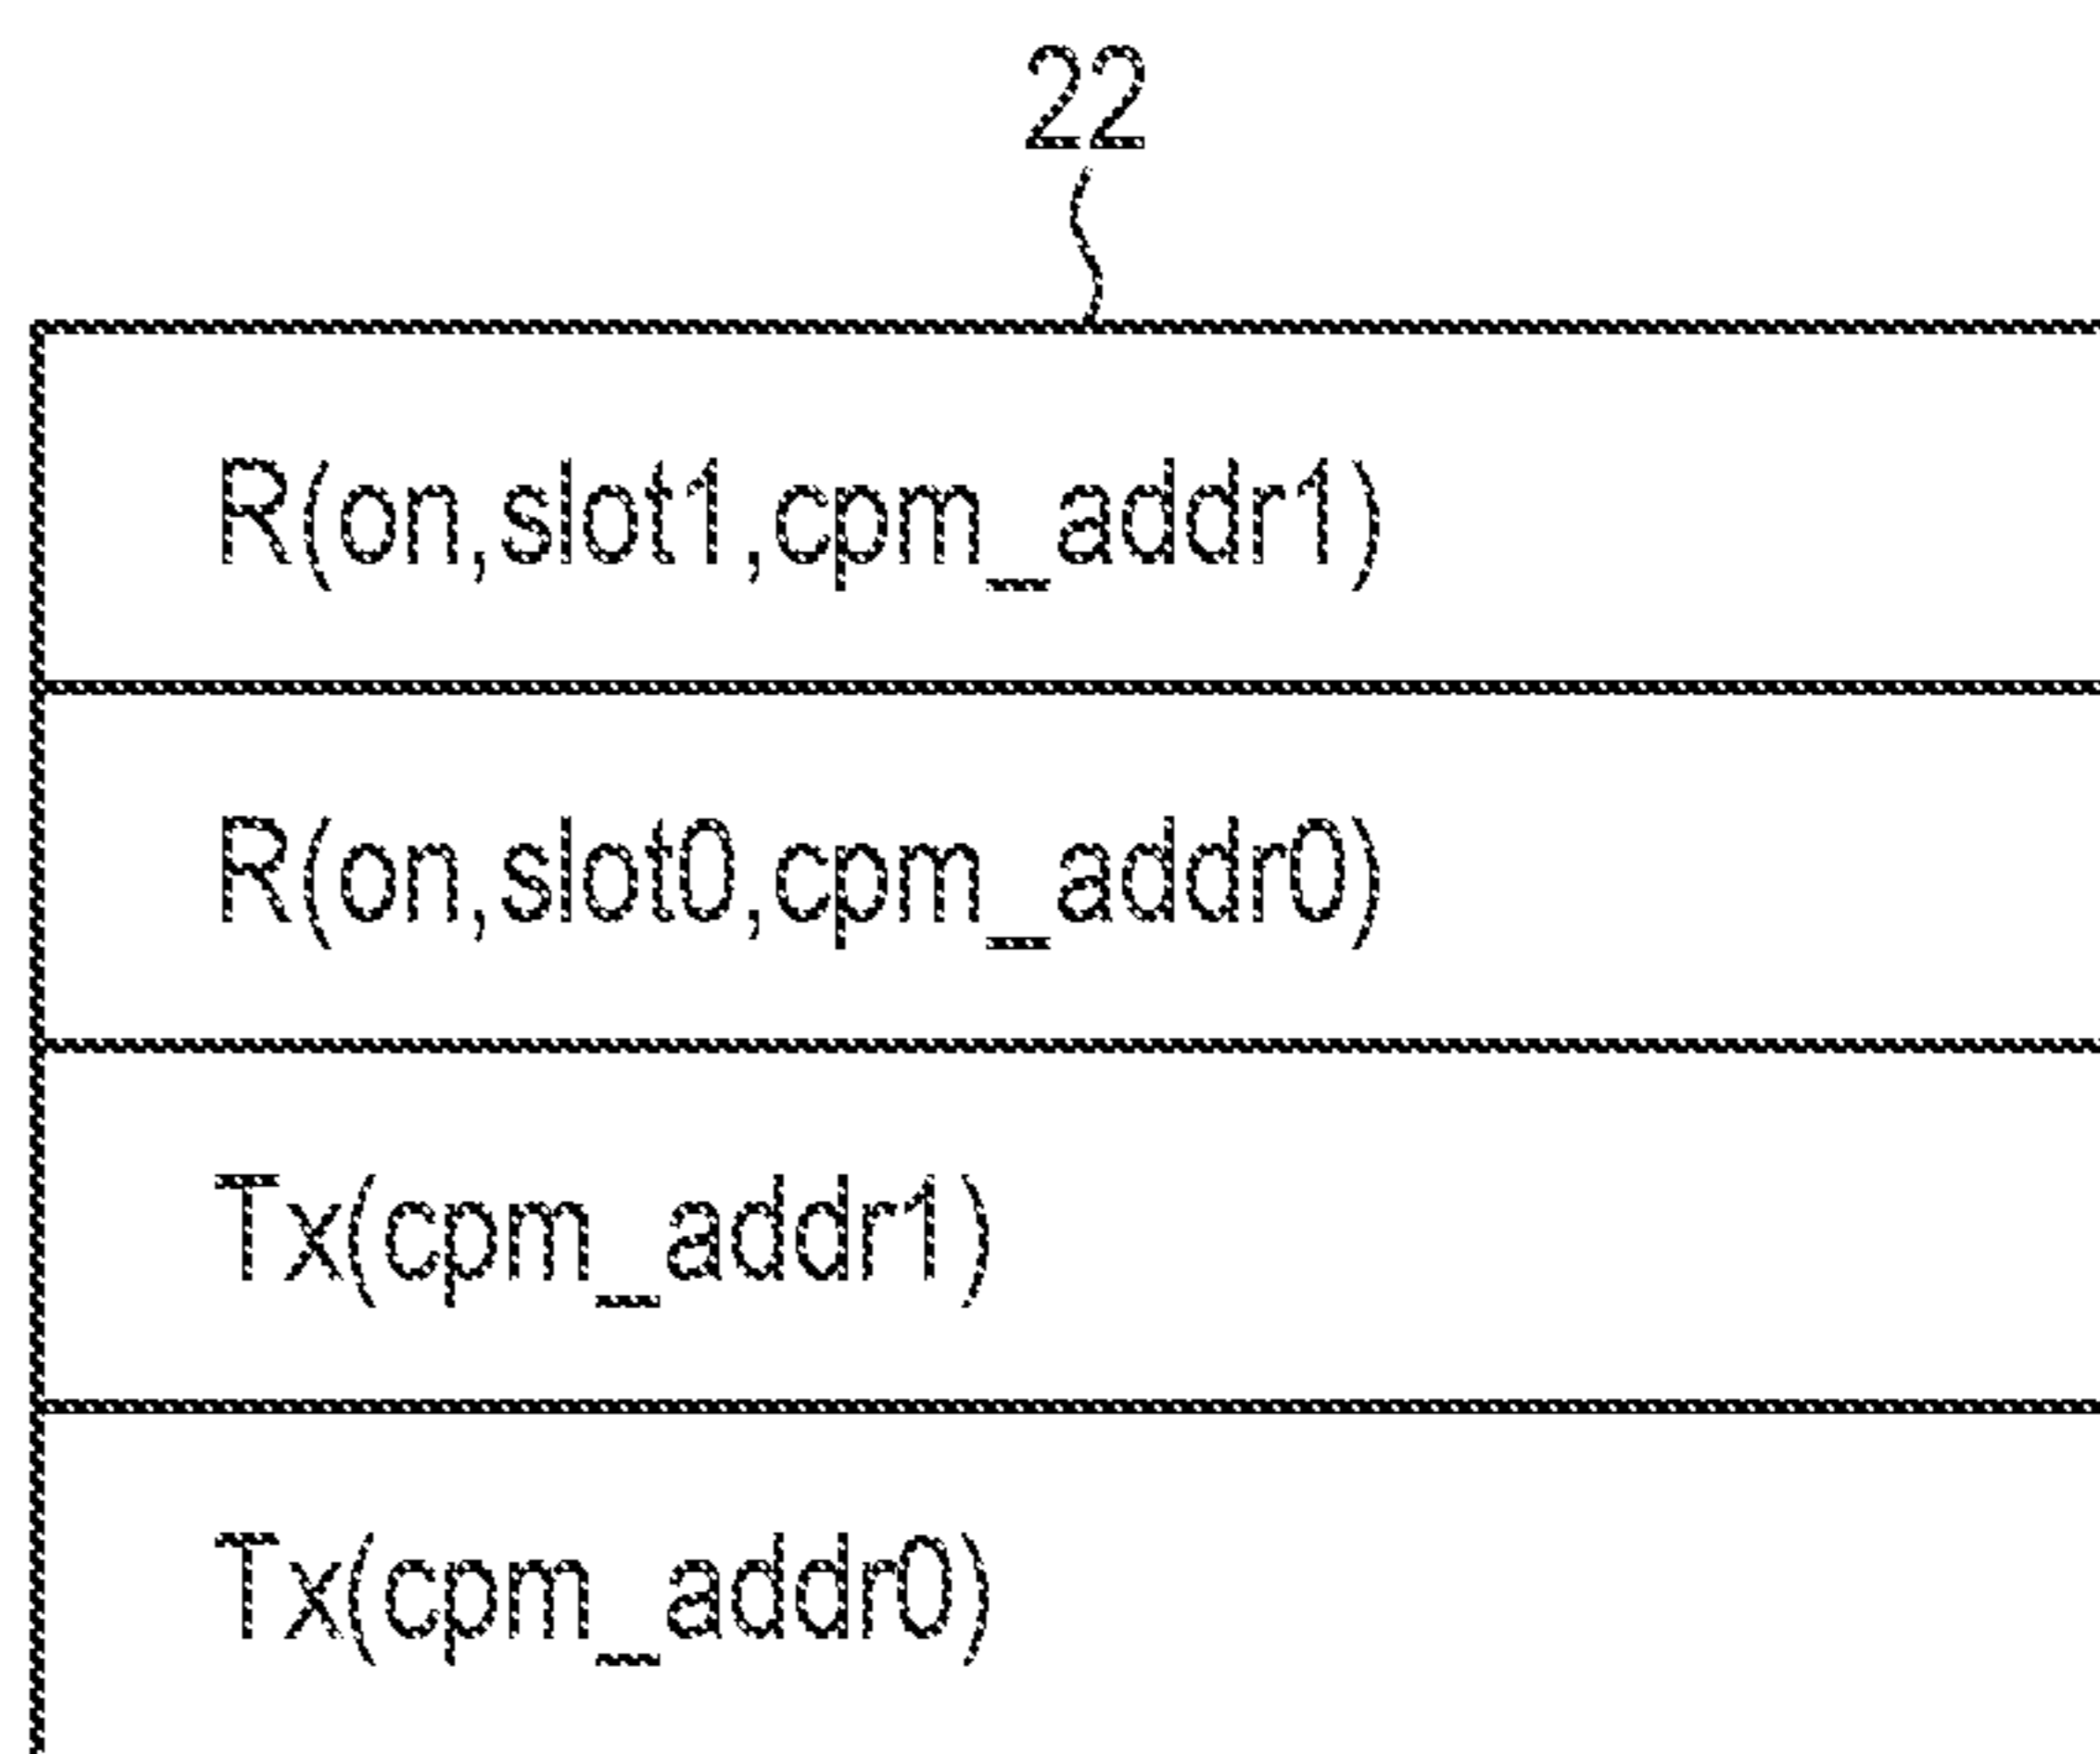 22
R(on,slot1,cpm_addr1)
R(on,slot0,cpm_addr0)
Tx(cpm_addr1)
Tx(cpm_addr0)